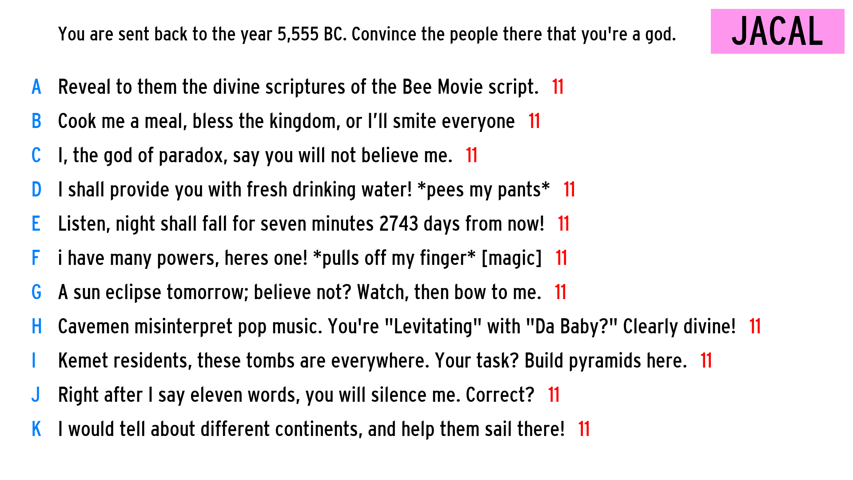 You are sent back to the year 5,555 BC. Convince the people there that you're a god.
JACAL
A Reveal to them the divine scriptures of the Bee Movie script. 11
B Cook me a meal, bless the kingdom, or I'll smite everyone 11
C I, the god of paradox, say you will not believe me. 11
D I shall provide you with fresh drinking water! *pees my pants* 11
E Listen, night shall fall for seven minutes 2743 days from now! 11
F i have many powers, heres one! *pulls off my finger* [magic] 11
G A sun eclipse tomorrow; believe not? Watch, then bow to me. 11
H Cavemen misinterpret pop music. You're "Levitating" with "Da Baby?" Clearly divine! 11
I Kemet residents, these tombs are everywhere. Your task? Build pyramids here. 11
J Right after I say eleven words, you will silence me. Correct? 11
K I would tell about different continents, and help them sail there! 11